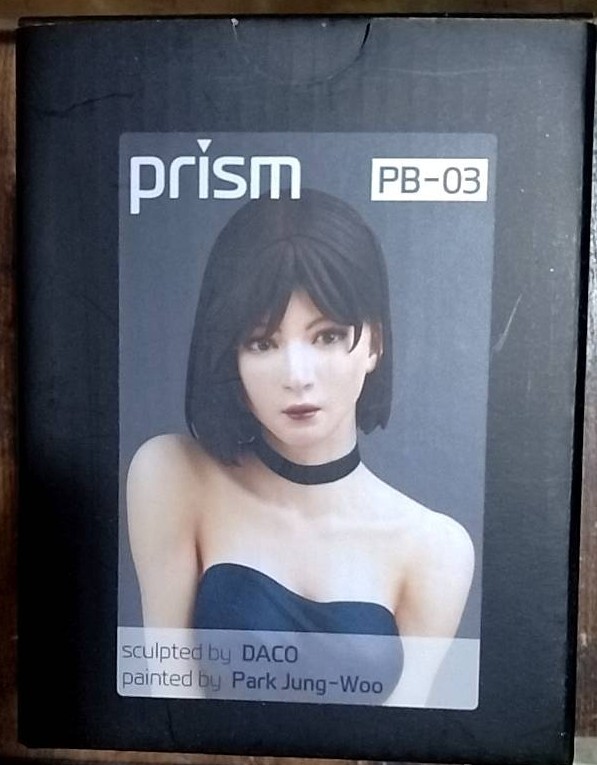 prism
PB-03
sculpted by DACO
painted by Park Jung-Woo